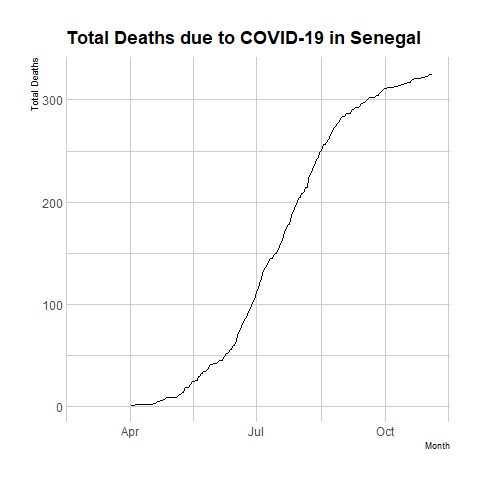 Total Deaths due to COVID-19 in Senegal
Total Deaths
300
200
100
0
Apr
Jul
Oct
Month